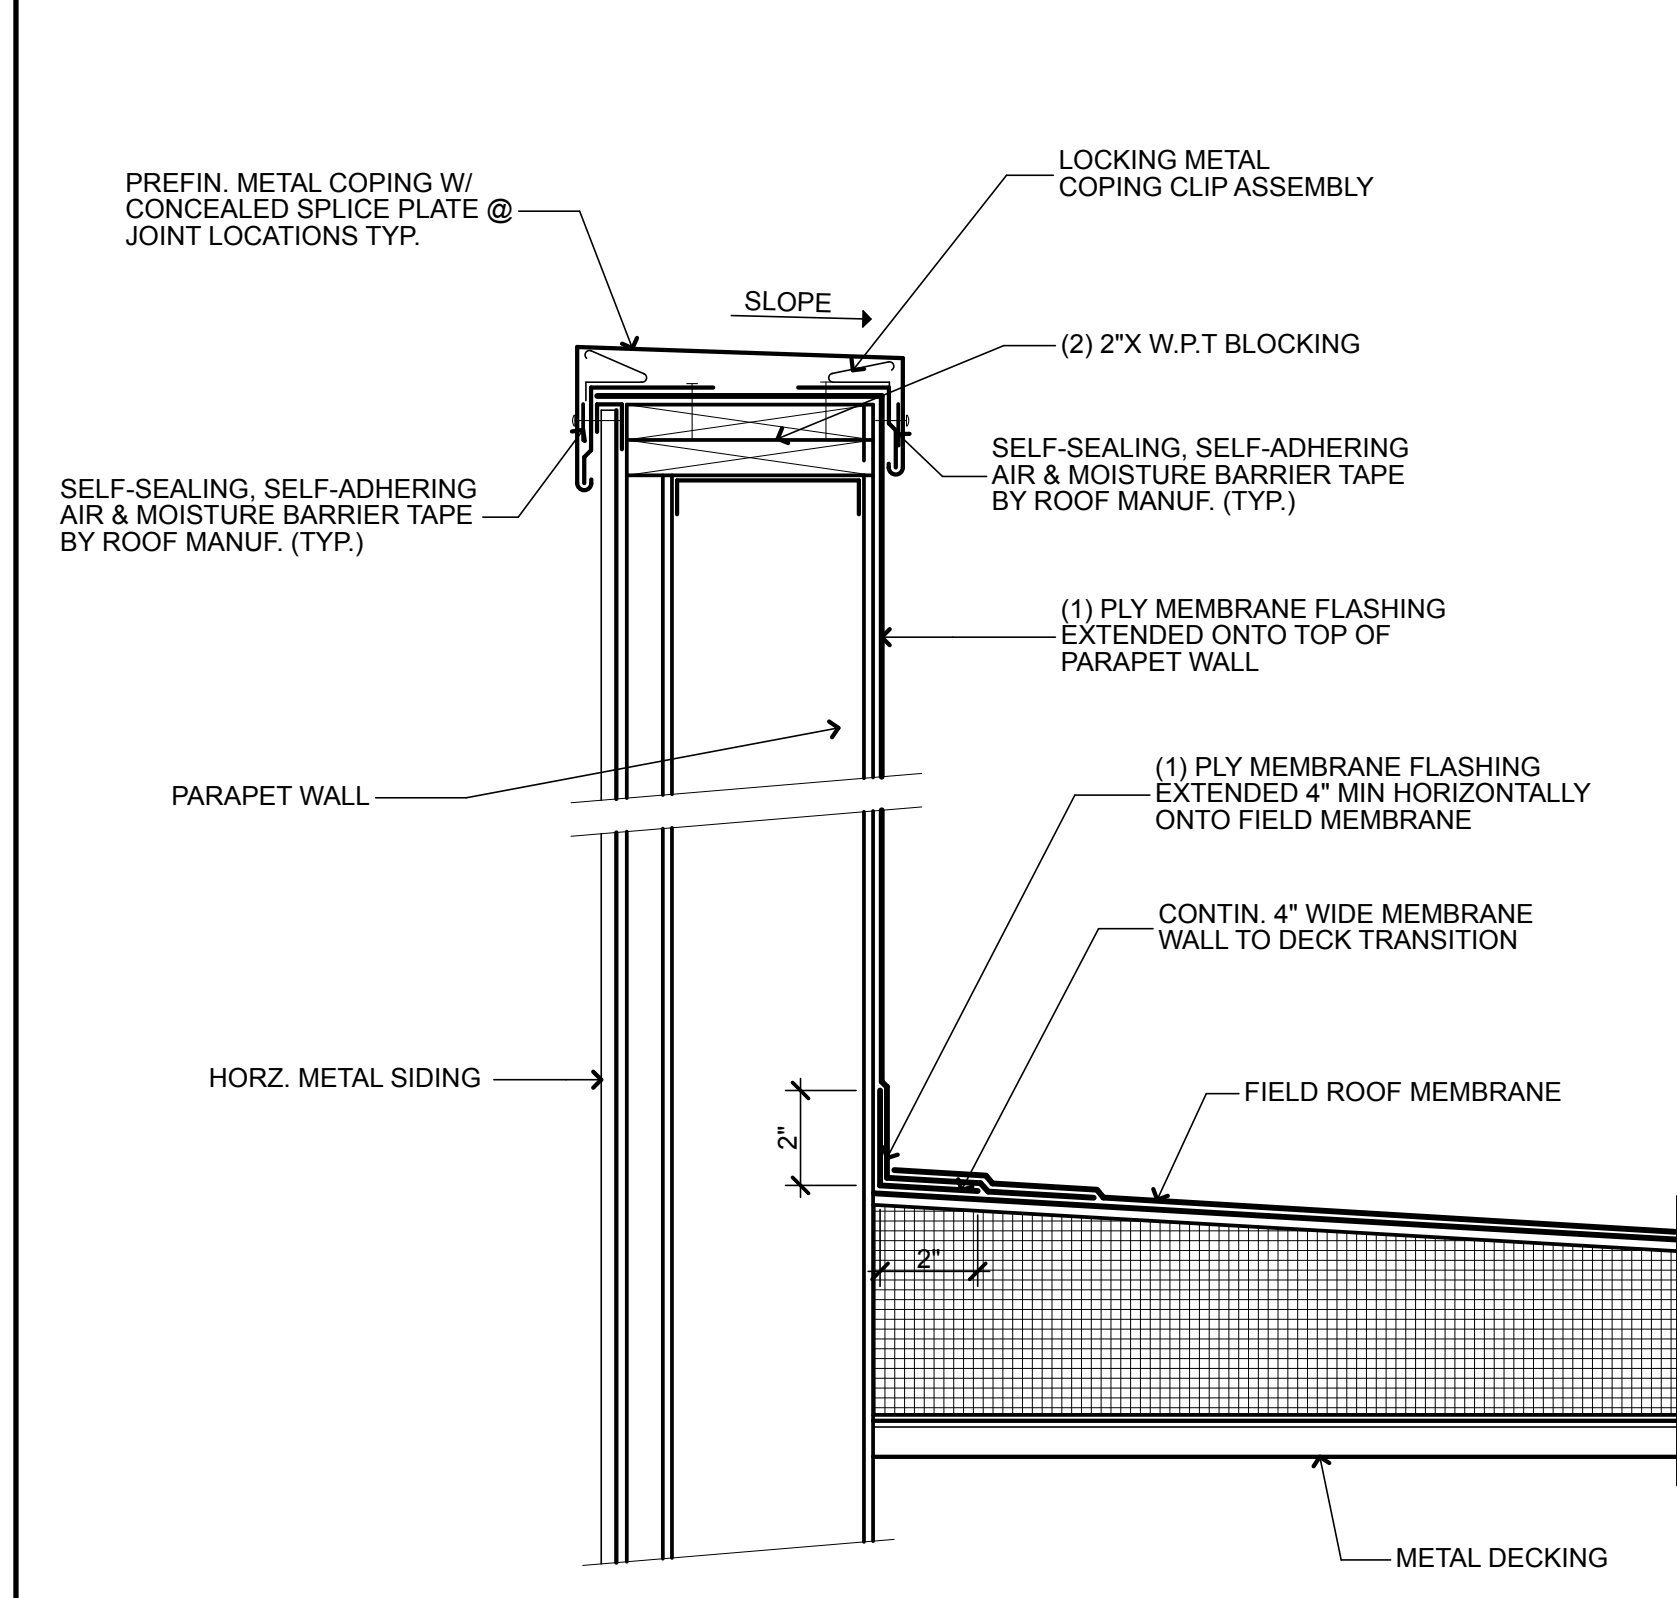 PREFIN. METAL COPING W/
CONCEALED SPLICE PLATE @
JOINT LOCATIONS TYP.
LOCKING METAL
COPING CLIP ASSEMBLY
SLOPE
(2) 2"X W.P.T BLOCKING
SELF-SEALING, SELF-ADHERING
AIR & MOISTURE BARRIER TAPE
BY ROOF MANUF. (TYP.)
SELF-SEALING, SELF-ADHERING
AIR & MOISTURE BARRIER TAPE
BY ROOF MANUF. (TYP.)
(1) PLY MEMBRANE FLASHING
EXTENDED ONTO TOP OF
PARAPET WALL
PARAPET WALL
(1) PLY MEMBRANE FLASHING
EXTENDED 4" MIN HORIZONTALLY
ONTO FIELD MEMBRANE
CONTIN. 4" WIDE MEMBRANE
WALL TO DECK TRANSITION
HORZ. METAL SIDING
FIELD ROOF MEMBRANE
2"
2"
METAL DECKING